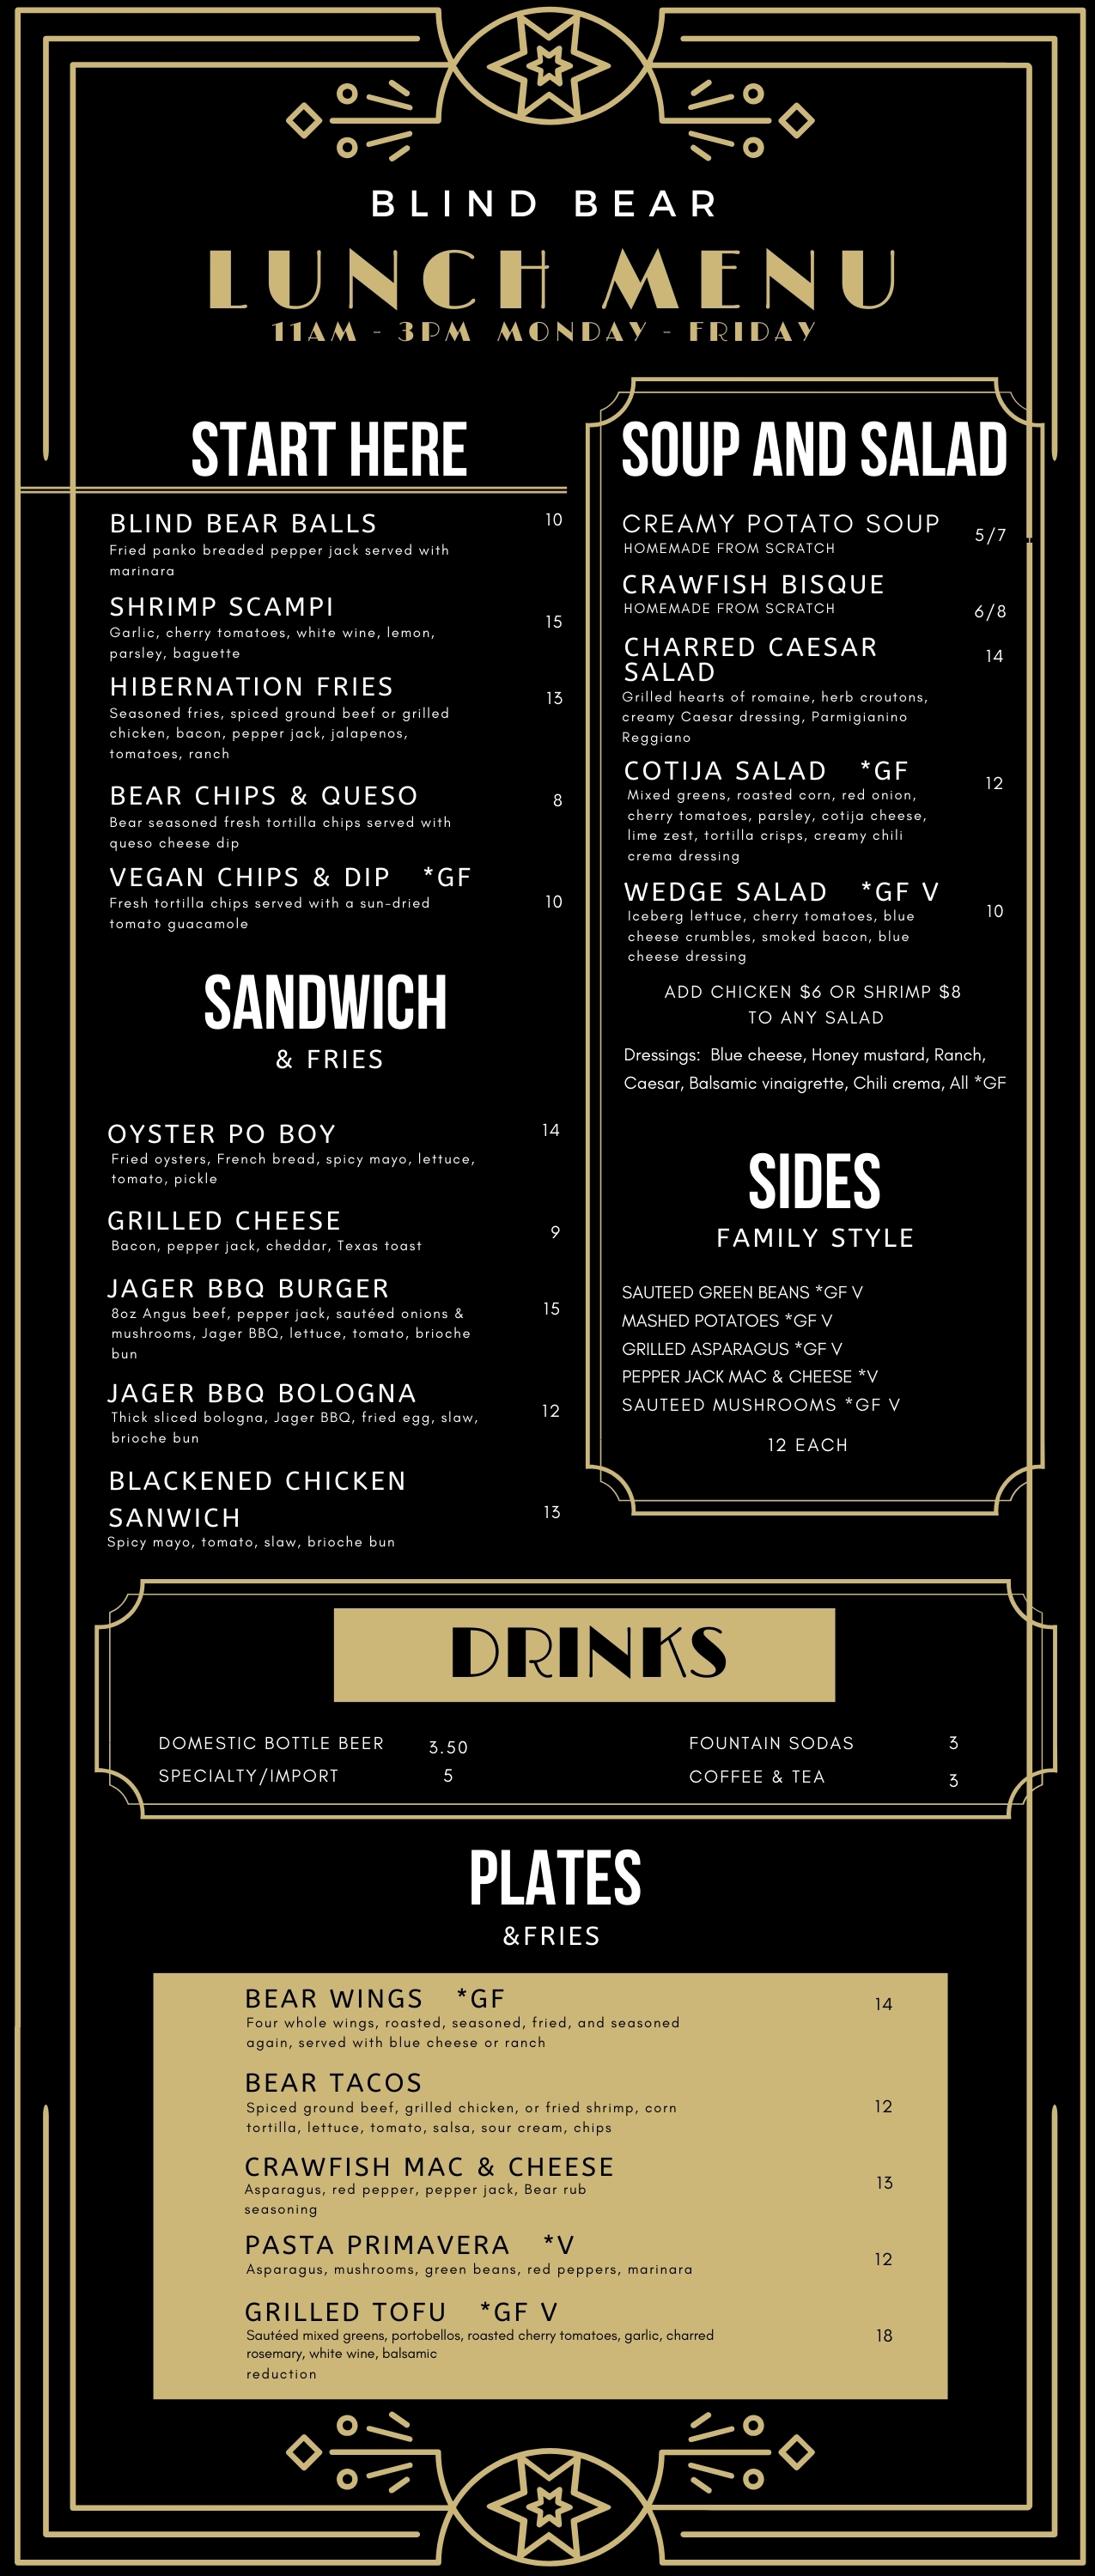 BLIND BEAR
LUNCH MENU
11AM - 3PM MONDAY - FRIDAY
START HERE
BLIND BEAR BALLS 10
Fried panko breaded pepper jack served with
marinara
SHRIMP SCAMPI 15
Garlic, cherry tomatoes, white wine, lemon,
parsley, baguette
HIBERNATION FRIES 13
Seasoned fries, spiced ground beef or grilled
chicken, bacon, pepper jack, jalapenos,
tomatoes, ranch
BEAR CHIPS & QUESO 8
Bear seasoned fresh tortilla chips served with
queso cheese dip
VEGAN CHIPS & DIP *GF 10
Fresh tortilla chips served with a sun-dried
tomato guacamole
SANDWICH
& FRIES
OYSTER PO BOY 14
Fried oysters, French bread, spicy mayo, lettuce,
tomato, pickle
GRILLED CHEESE 9
Bacon, pepper jack, cheddar, Texas toast
JAGER BBQ BURGER 15
8oz Angus beef, pepper jack, sautéed onions &
mushrooms, Jager BBQ, lettuce, tomato, brioche
bun
JAGER BBQ BOLOGNA 12
Thick sliced bologna, Jager BBQ, fried egg, slaw,
brioche bun
BLACKENED CHICKEN
SANWICH 13
Spicy mayo, tomato, slaw, brioche bun
SOUP AND SALAD
CREAMY POTATO SOUP 5/7
HOMEMADE FROM SCRATCH
CRAWFISH BISQUE
HOMEMADE FROM SCRATCH 6/8
CHARRED CAESAR 14
SALAD
Grilled hearts of romaine, herb croutons,
creamy Caesar dressing, Parmigianino
Reggiano
COTIJA SALAD *GF 12
Mixed greens, roasted corn, red onion,
cherry tomatoes, parsley, cotija cheese,
lime zest, tortilla crisps, creamy chili
crema dressing
WEDGE SALAD *GF V 10
Iceberg lettuce, cherry tomatoes, blue
cheese crumbles, smoked bacon, blue
cheese dressing
ADD CHICKEN $6 OR SHRIMP $8
TO ANY SALAD
Dressings: Blue cheese, Honey mustard, Ranch,
Caesar, Balsamic vinaigrette, Chili crema, All *GF
SIDES
FAMILY STYLE
SAUTEED GREEN BEANS *GF V
MASHED POTATOES *GF V
GRILLED ASPARAGUS *GF V
PEPPER JACK MAC & CHEESE *V
SAUTEED MUSHROOMS *GF V
12 EACH
DRINKS
DOMESTIC BOTTLE BEER 3.50
SPECIALTY/IMPORT 5
FOUNTAIN SODAS 3
COFFEE & TEA 3
PLATES
&FRIES
BEAR WINGS *GF 14
Four whole wings, roasted, seasoned, fried, and seasoned
again, served with blue cheese or ranch
BEAR TACOS 12
Spiced ground beef, grilled chicken, or fried shrimp, corn
tortilla, lettuce, tomato, salsa, sour cream, chips
CRAWFISH MAC & CHEESE 13
Asparagus, red pepper, pepper jack, Bear rub
seasoning
PASTA PRIMAVERA *V 12
Asparagus, mushrooms, green beans, red peppers, marinara
GRILLED TOFU *GF V 18
Sautéed mixed greens, portobellos, roasted cherry tomatoes, garlic, charred
rosemary, white wine, balsamic
reduction